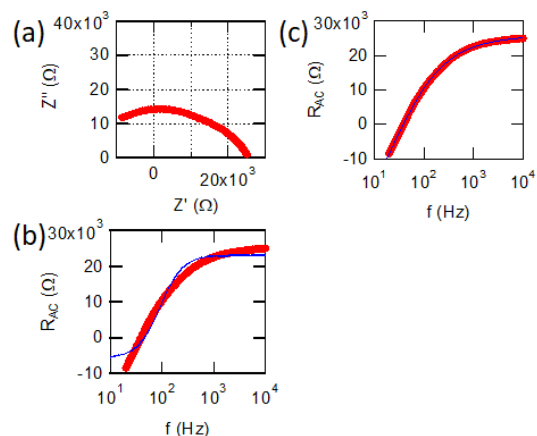 (a)
40x10³
30
20
10
0
Z'' (Ω)
0
20x10³
Z' (Ω)
(c)
30x10³
20
10
0
-10
R_AC (Ω)
10¹ 10² 10³ 10⁴
f (Hz)
(b)
30x10³
20
10
0
-10
R_AC (Ω)
10¹ 10² 10³ 10⁴
f (Hz)